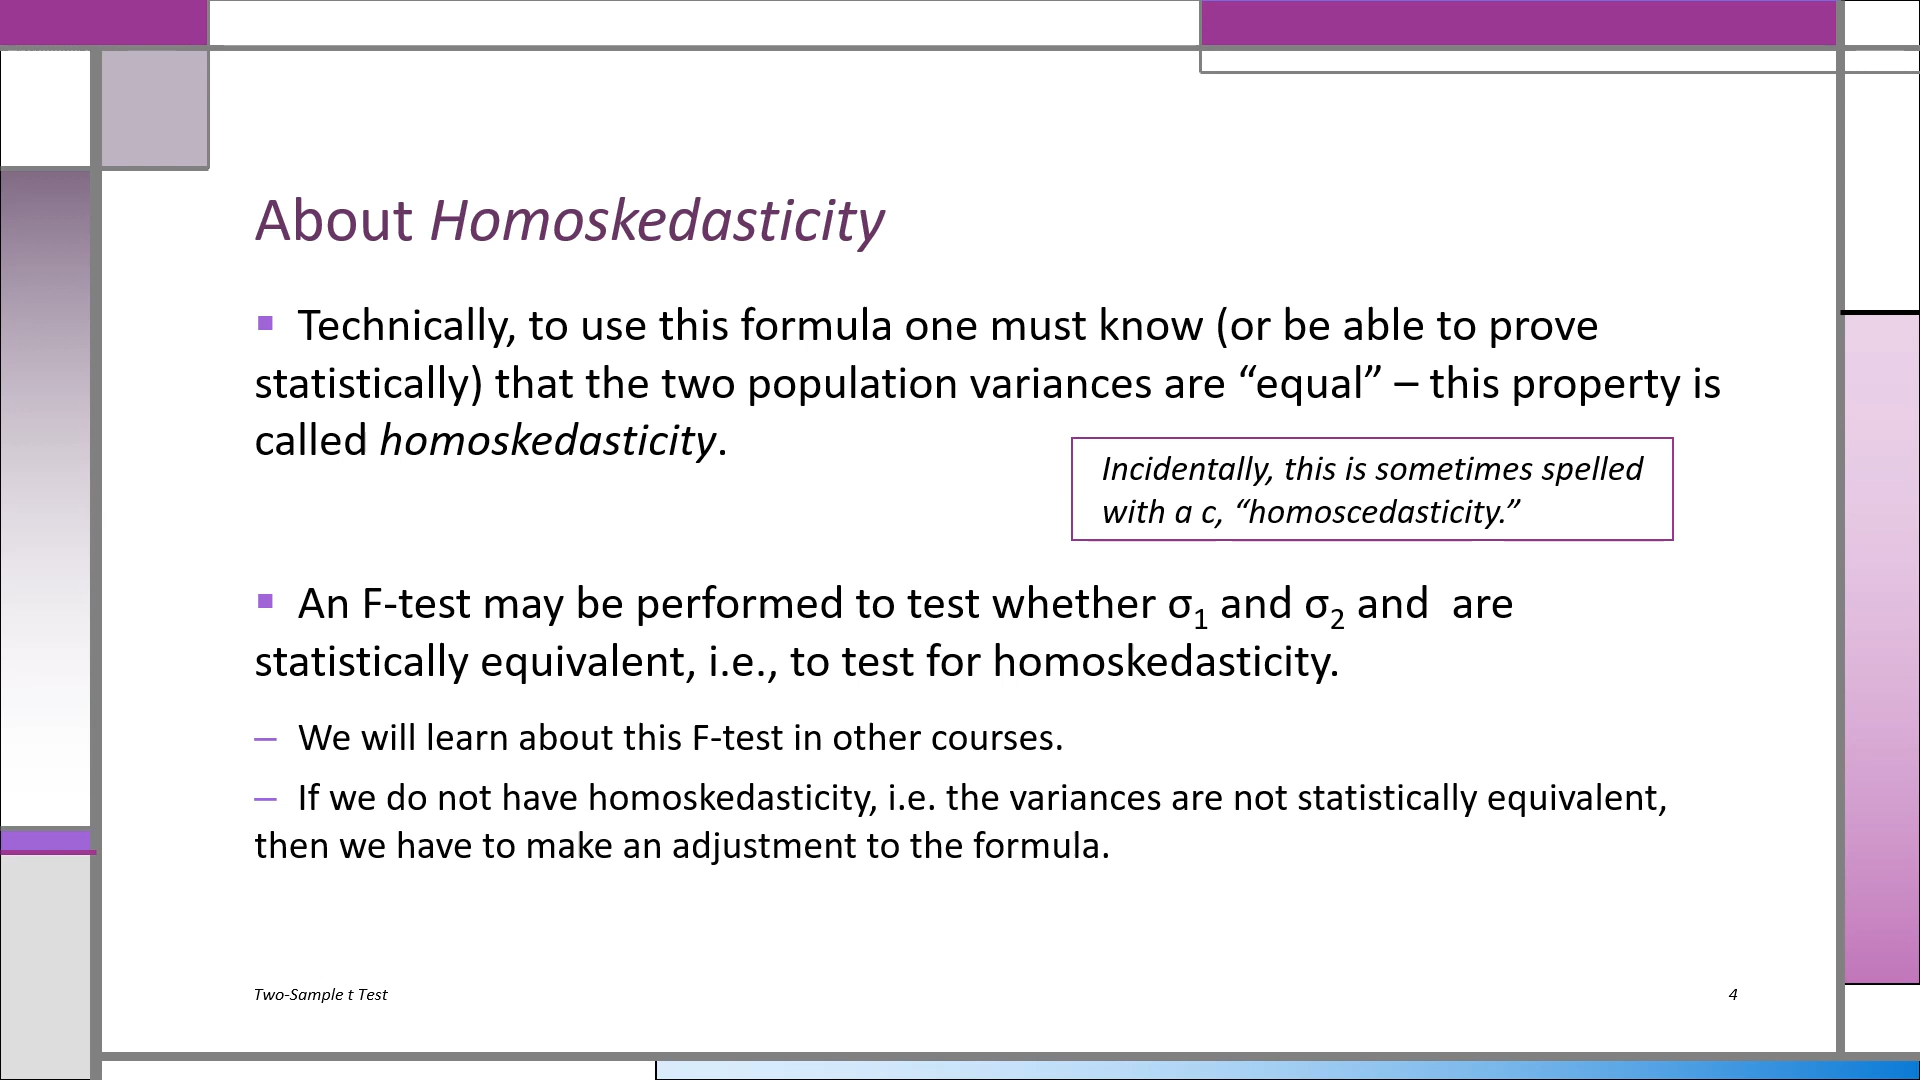 About Homoskedasticity
▪ Technically, to use this formula one must know (or be able to prove
statistically) that the two population variances are “equal” – this property is
called homoskedasticity.
Incidentally, this is sometimes spelled
with a c, “homoscedasticity.”
▪ An F-test may be performed to test whether σ₁ and σ₂ and  are
statistically equivalent, i.e., to test for homoskedasticity.
– We will learn about this F-test in other courses.
– If we do not have homoskedasticity, i.e. the variances are not statistically equivalent,
then we have to make an adjustment to the formula.
Two-Sample t Test
4